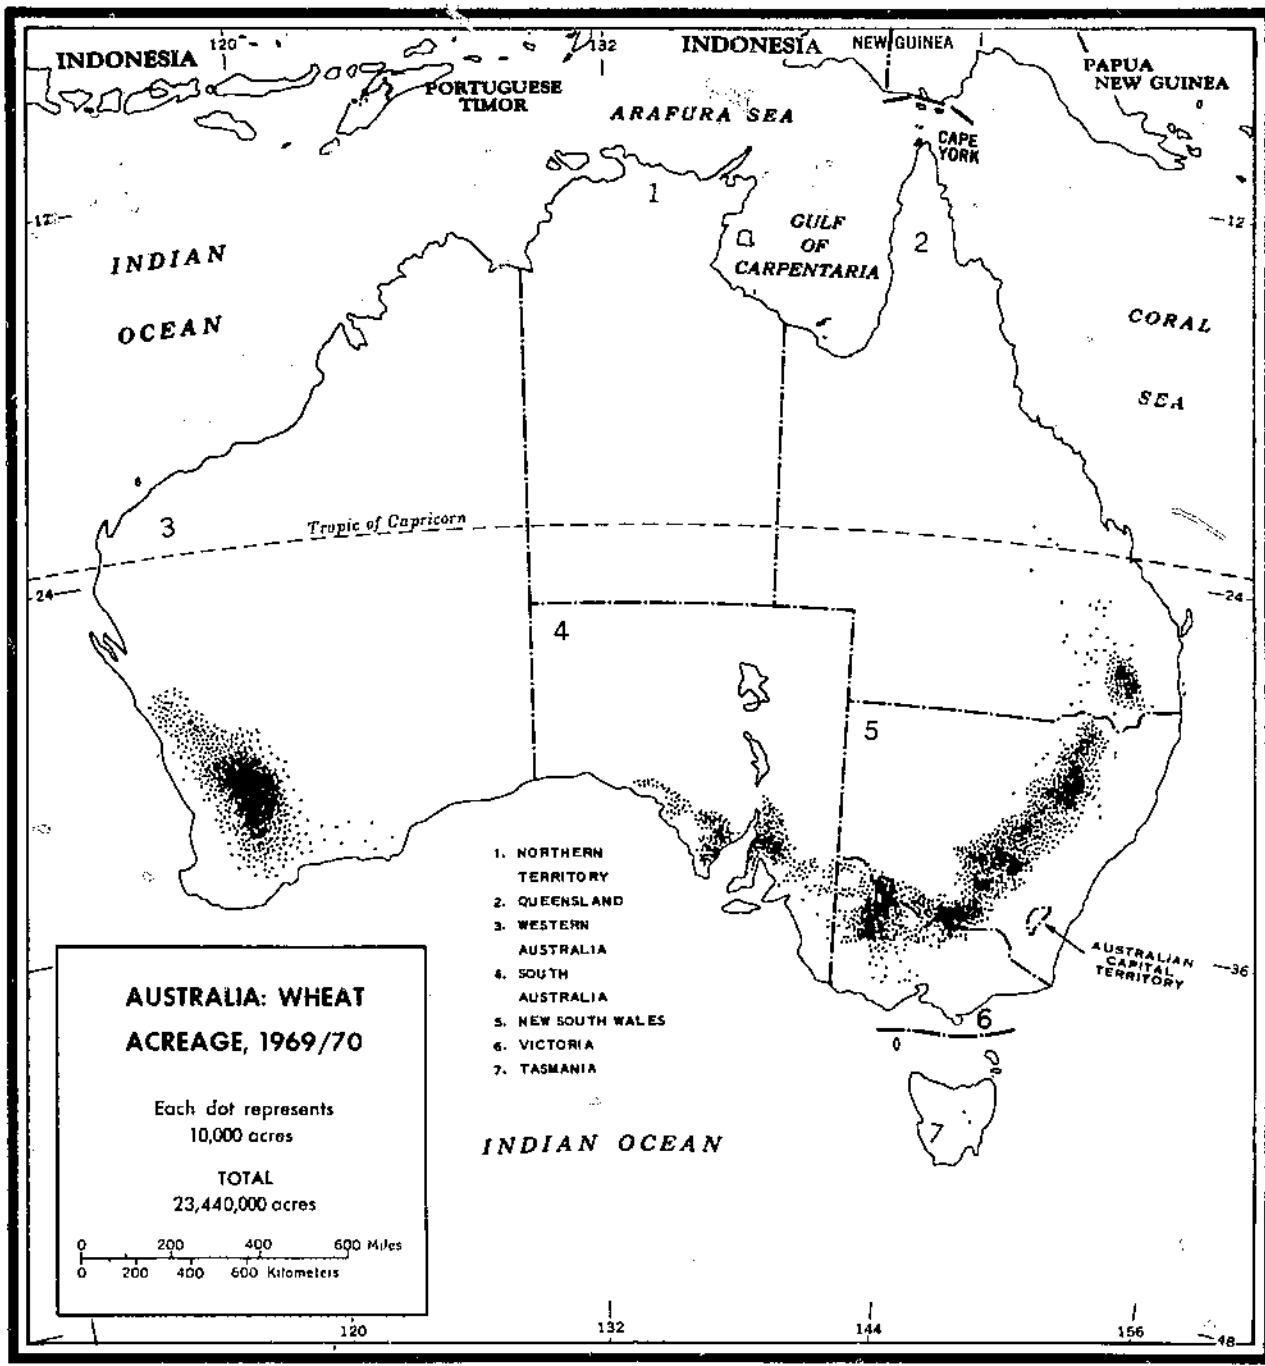 INDONESIA
120°
132
INDONESIA
NEW GUINEA
PORTUGUESE
TIMOR
PAPUA
NEW GUINEA
ARAFURA SEA
CAPE
YORK
1
12
12
INDIAN
OCEAN
GULF
OF
CARPENTARIA
2
CORAL
SEA
3
Tropic of Capricorn
24
24
4
5
1. NORTHERN
TERRITORY
2. QUEENSLAND
3. WESTERN
AUSTRALIA
4. SOUTH
AUSTRALIA
5. NEW SOUTH WALES
6. VICTORIA
7. TASMANIA
AUSTRALIAN
CAPITAL
TERRITORY
36
6
7
INDIAN OCEAN
AUSTRALIA: WHEAT
ACREAGE, 1969/70
Each dot represents
10,000 acres
TOTAL
23,440,000 acres
0 200 400 600 Miles
0 200 400 600 Kilometers
120
132
144
156
48